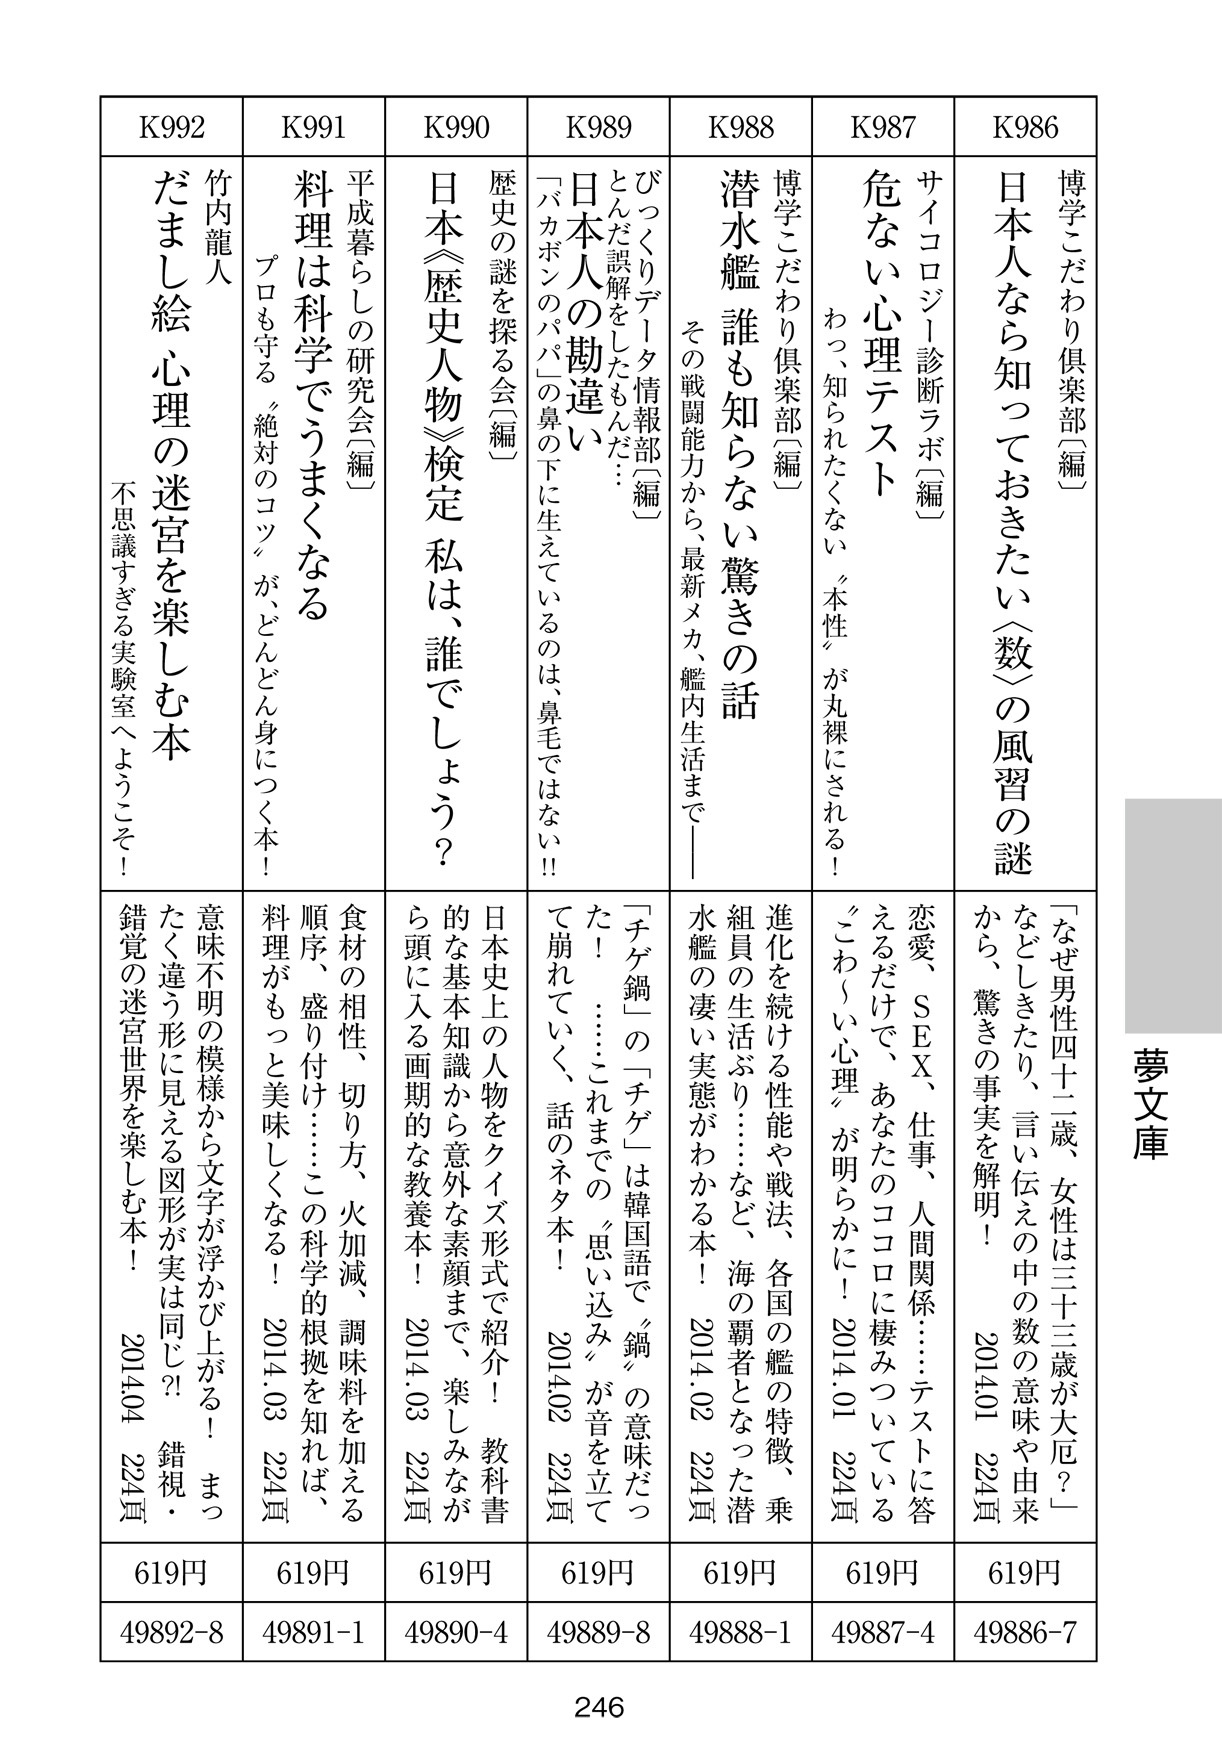 K986
博学こだわり倶楽部〔編〕
日本人なら知っておきたい〈数〉の風習の謎
「なぜ男性四十二歳、女性は三十三歳が大厄？」
などしきたり、言い伝えの中の数の意味や由来
から、驚きの事実を解明！　2014.01　224頁
619円
49886-7
K987
サイコロジー診断ラボ〔編〕
危ない心理テスト
わっ、知られたくない〝本性〟が丸裸にされる！
恋愛、SEX、仕事、人間関係……テストに答
えるだけで、あなたのココロに棲みついている
〝こわ〜い心理〟が明らかに！　2014.01　224頁
619円
49887-4
K988
博学こだわり倶楽部〔編〕
潜水艦 誰も知らない驚きの話
その戦闘能力から、最新メカ、艦内生活まで――
進化を続ける性能や戦法、各国の艦の特徴、乗
組員の生活ぶり……など、海の覇者となった潜
水艦の凄い実態がわかる本！　2014.02　224頁
619円
49888-1
K989
びっくりデータ情報部〔編〕
とんだ誤解をしたもんだ…
日本人の勘違い
「バカボンのパパ」の鼻の下に生えているのは、鼻毛ではない!!
「チゲ鍋」の「チゲ」は韓国語で〝鍋〟の意味だっ
た！　……これまでの〝思い込み〟が音を立て
て崩れていく、話のネタ本！　2014.02　224頁
619円
49889-8
K990
歴史の謎を探る会〔編〕
日本《歴史人物》検定 私は、誰でしょう？
日本史上の人物をクイズ形式で紹介！　教科書
的な基本知識から意外な素顔まで、楽しみなが
ら頭に入る画期的な教養本！　2014.03　224頁
619円
49890-4
K991
平成暮らしの研究会〔編〕
料理は科学でうまくなる
プロも守る〝絶対のコツ〟が、どんどん身につく本！
食材の相性、切り方、火加減、調味料を加える
順序、盛り付け……この科学的根拠を知れば、
料理がもっと美味しくなる！　2014.03　224頁
619円
49891-1
K992
竹内龍人
だまし絵 心理の迷宮を楽しむ本
不思議すぎる実験室へようこそ！
意味不明の模様から文字が浮かび上がる！　まっ
たく違う形に見える図形が実は同じ?!　錯視・
錯覚の迷宮世界を楽しむ本！　2014.04　224頁
619円
49892-8
夢文庫
246